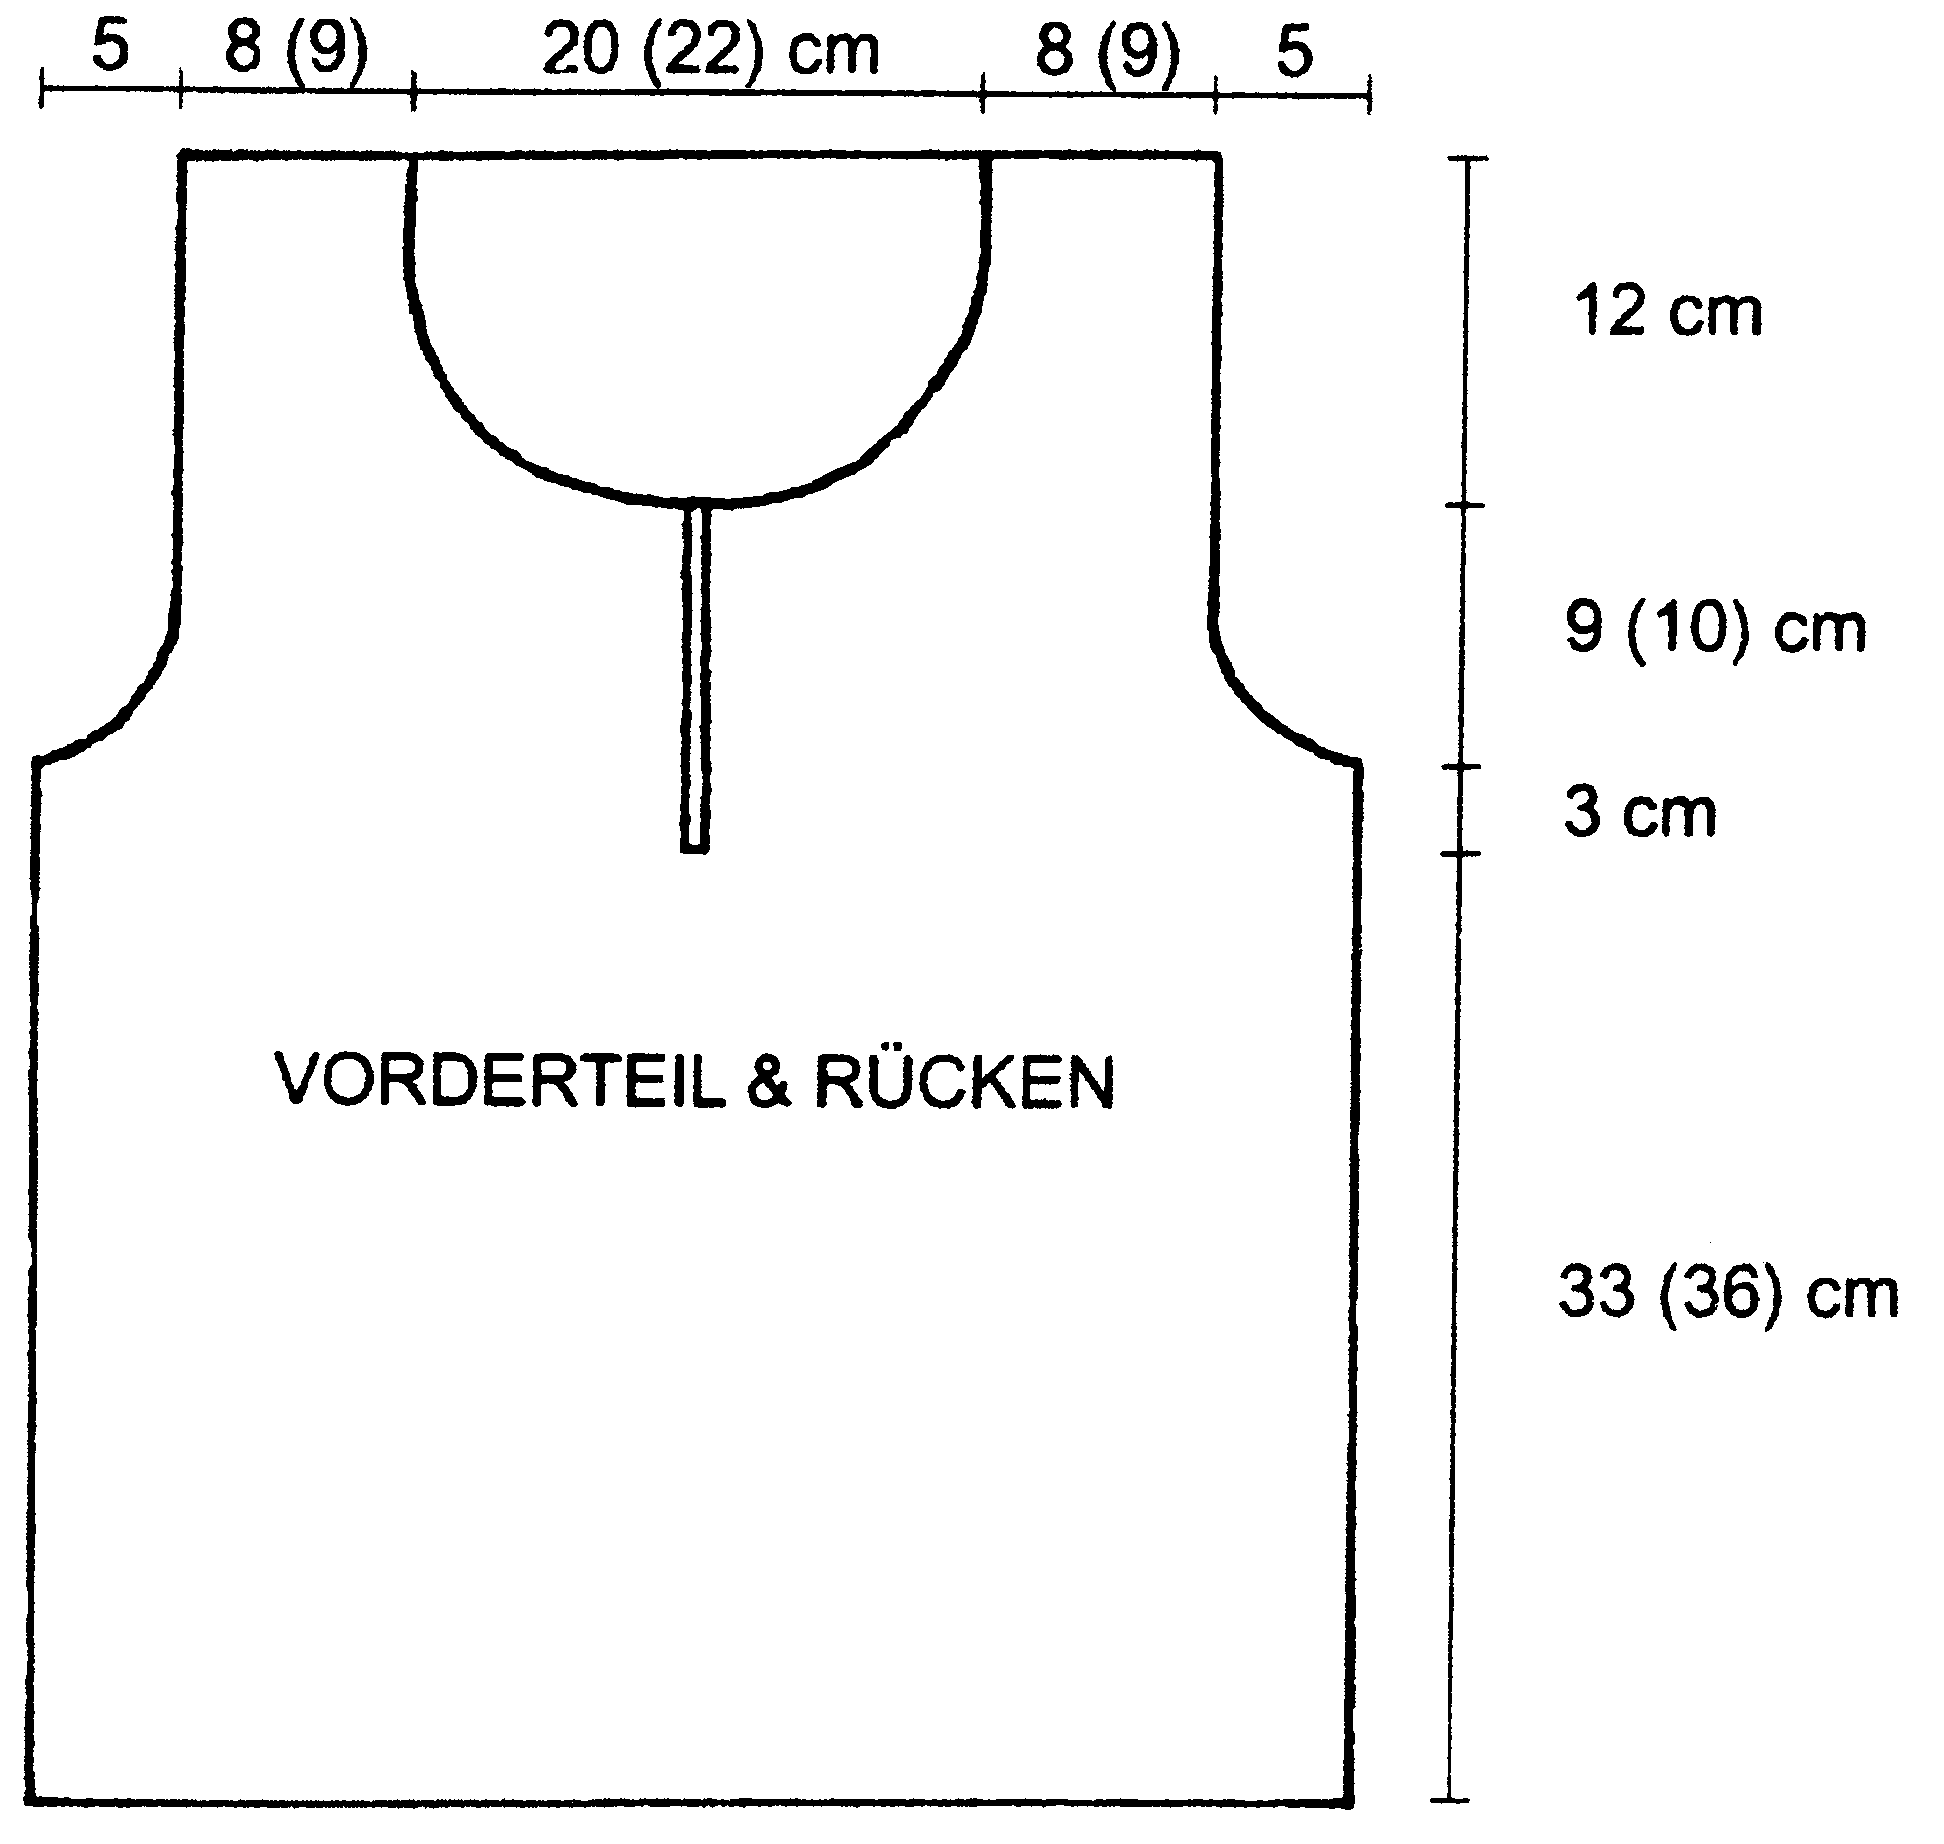 5 8 (9) 20 (22) cm 8 (9) 5
12 cm
9 (10) cm
3 cm
VORDERTEIL & RÜCKEN
33 (36) cm